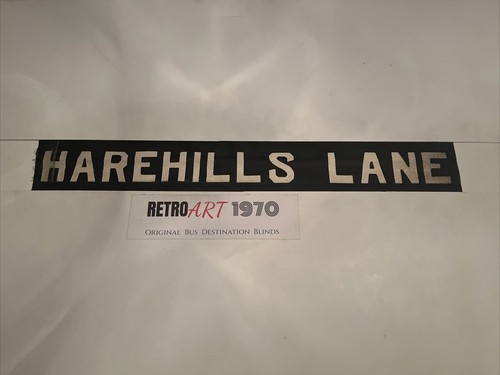 HAREHILLS LANE
RETROART 1970
ORIGINAL BUS DESTINATION BLINDS